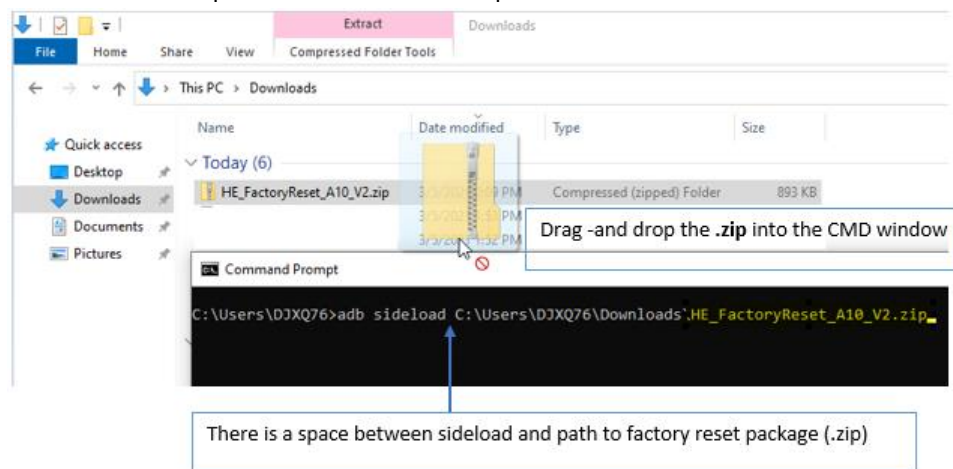 Extract
Downloads
File Home Share View Compressed Folder Tools
This PC > Downloads
Name Date modified Type Size
Quick access
Today (6)
Desktop
HE_FactoryReset_A10_V2.zip PM Compressed (zipped) Folder 893 KB
Downloads
PM
Documents
PM
Pictures
Drag -and drop the .zip into the CMD window
Command Prompt
C:\Users\DJXQ76>adb sideload C:\Users\DJXQ76\Downloads\HE_FactoryReset_A10_V2.zip
There is a space between sideload and path to factory reset package (.zip)